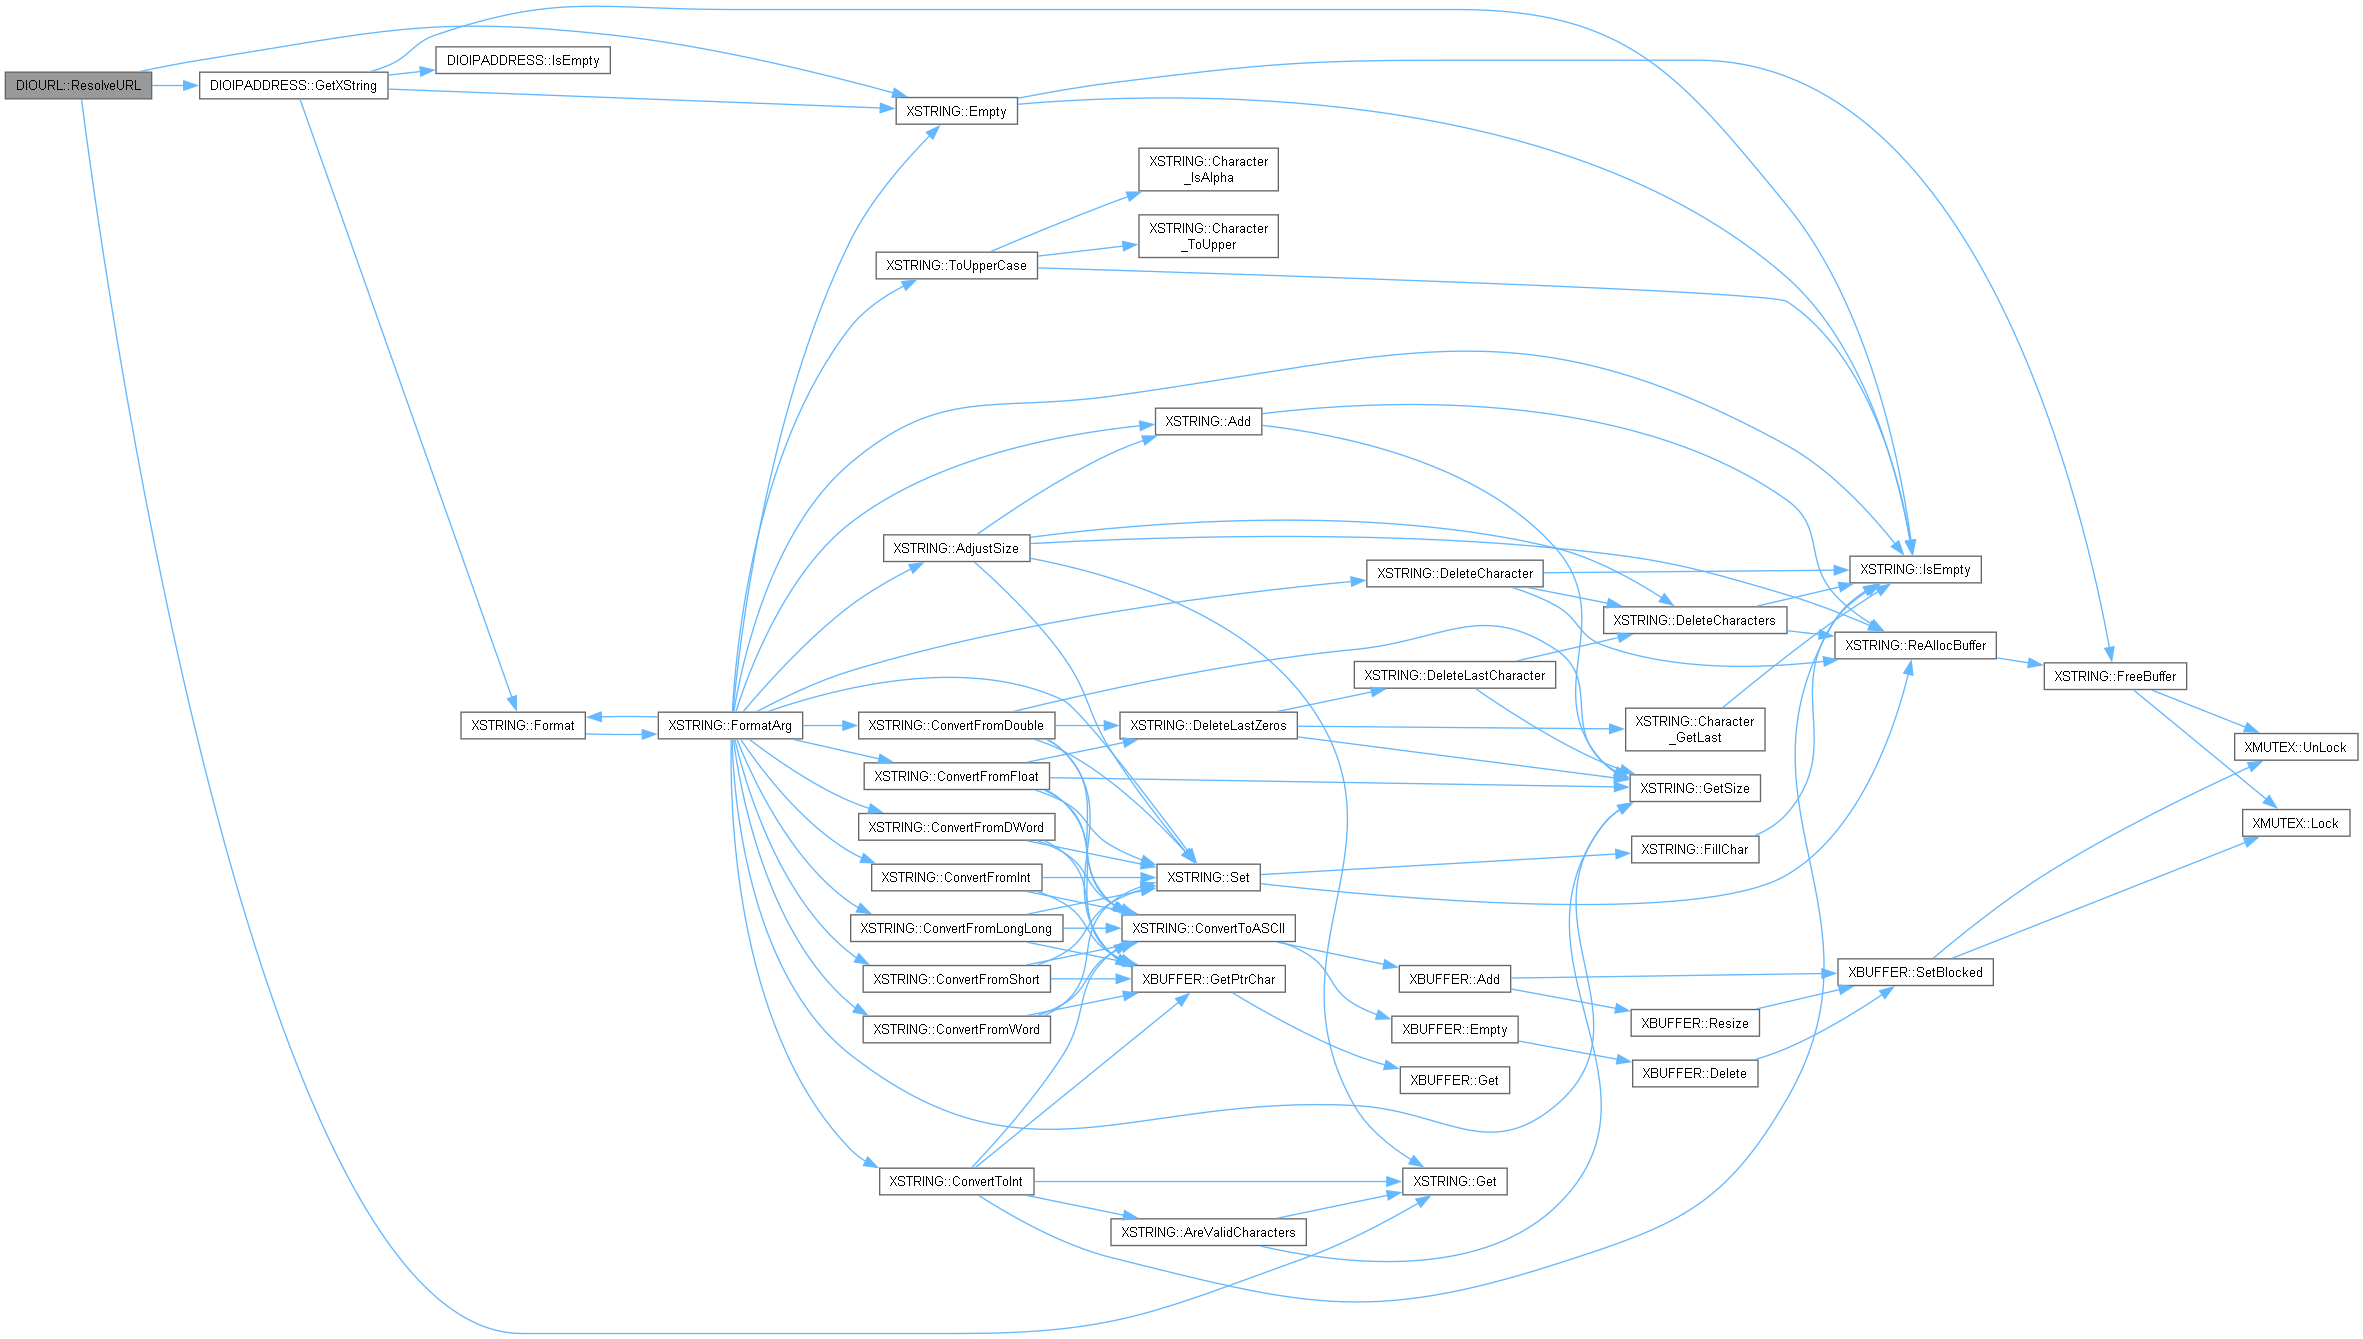 DIOURL::ResolveURL
DIOIPADDRESS::GetXString
DIOIPADDRESS::IsEmpty
XSTRING::Empty
XSTRING::Character
_IsAlpha
XSTRING::Character
_ToUpper
XSTRING::ToUpperCase
XSTRING::Add
XSTRING::AdjustSize
XSTRING::DeleteCharacter
XSTRING::IsEmpty
XSTRING::DeleteCharacters
XSTRING::ReAllocBuffer
XSTRING::DeleteLastCharacter
XSTRING::FreeBuffer
XSTRING::Format
XSTRING::FormatArg
XSTRING::ConvertFromDouble
XSTRING::DeleteLastZeros
XSTRING::Character
_GetLast
XMUTEX::UnLock
XSTRING::ConvertFromFloat
XSTRING::GetSize
XSTRING::ConvertFromDWord
XMUTEX::Lock
XSTRING::FillChar
XSTRING::ConvertFromInt
XSTRING::Set
XSTRING::ConvertFromLongLong
XSTRING::ConvertToASCII
XSTRING::ConvertFromShort
XBUFFER::GetPtrChar
XBUFFER::Add
XBUFFER::SetBlocked
XSTRING::ConvertFromWord
XBUFFER::Empty
XBUFFER::Resize
XBUFFER::Get
XBUFFER::Delete
XSTRING::ConvertToInt
XSTRING::Get
XSTRING::AreValidCharacters